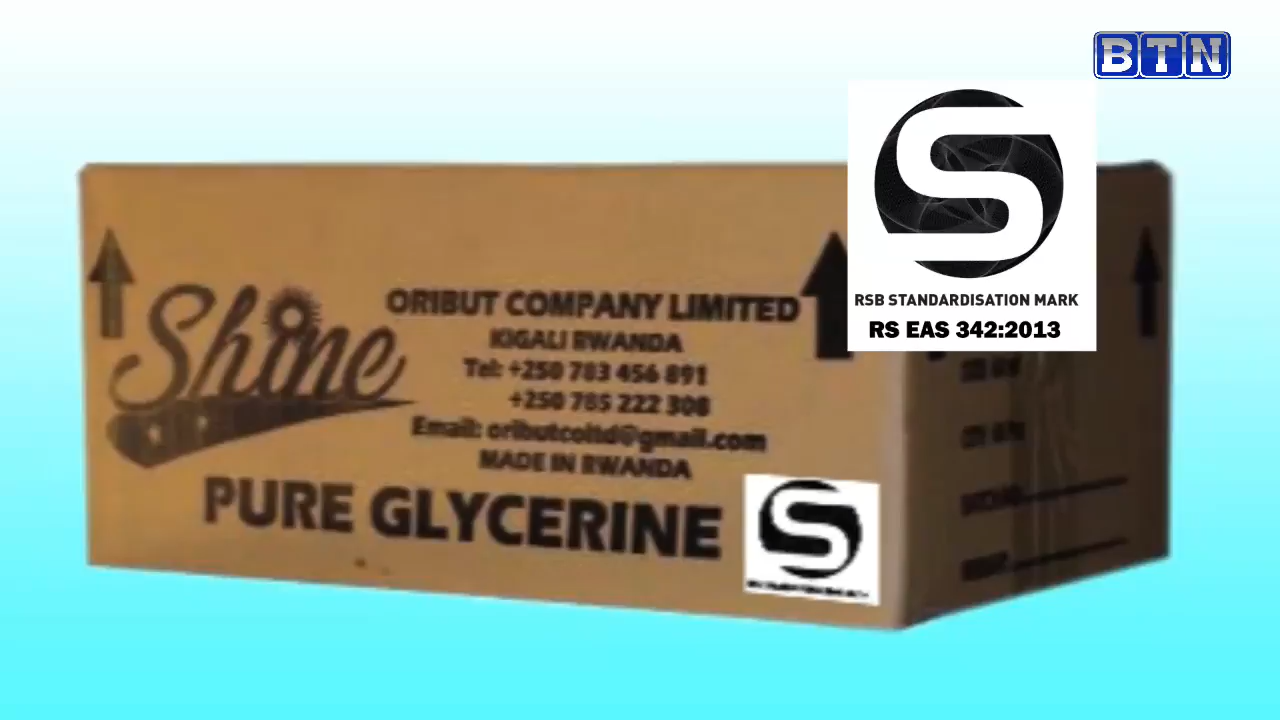 BTN
S
RSB STANDARDISATION MARK
RS EAS 342:2013
Shine
ORIBUT COMPANY LIMITED
KIGALI RWANDA
Tel: +250 783 456 891
+250 785 222 308
Email: oributcoltd@gmail.com
MADE IN RWANDA
PURE GLYCERINE
S